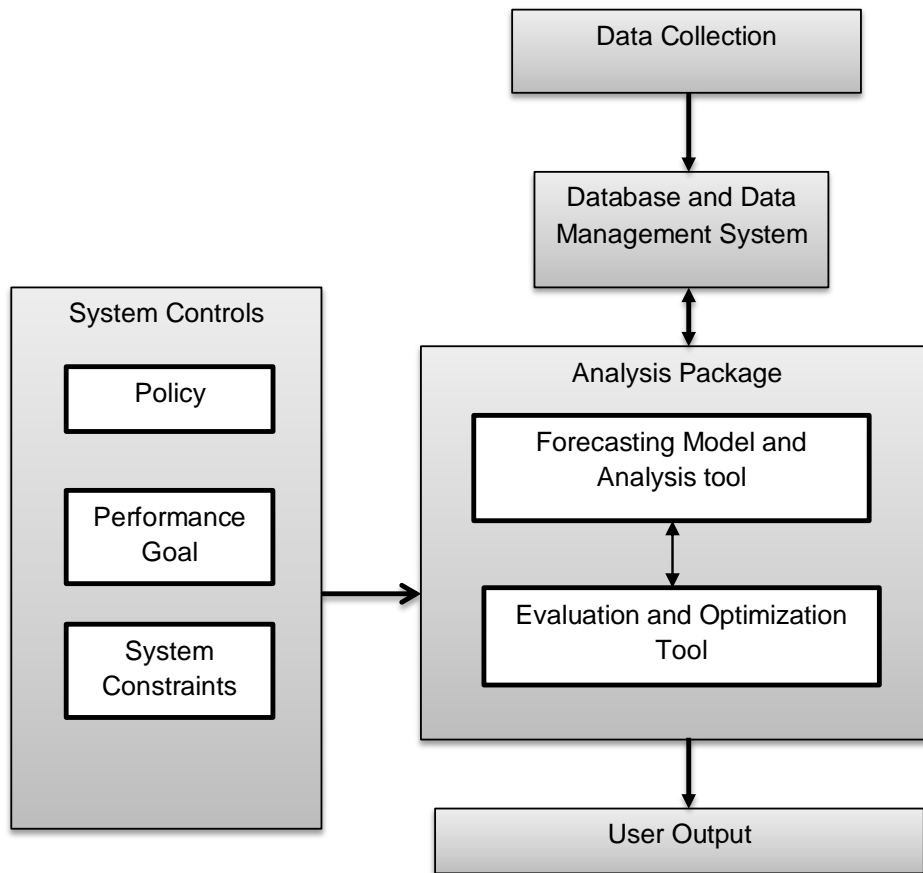 Data Collection
Database and Data
Management System
System Controls
Policy
Performance
Goal
System
Constraints
Analysis Package
Forecasting Model and
Analysis tool
Evaluation and Optimization
Tool
User Output